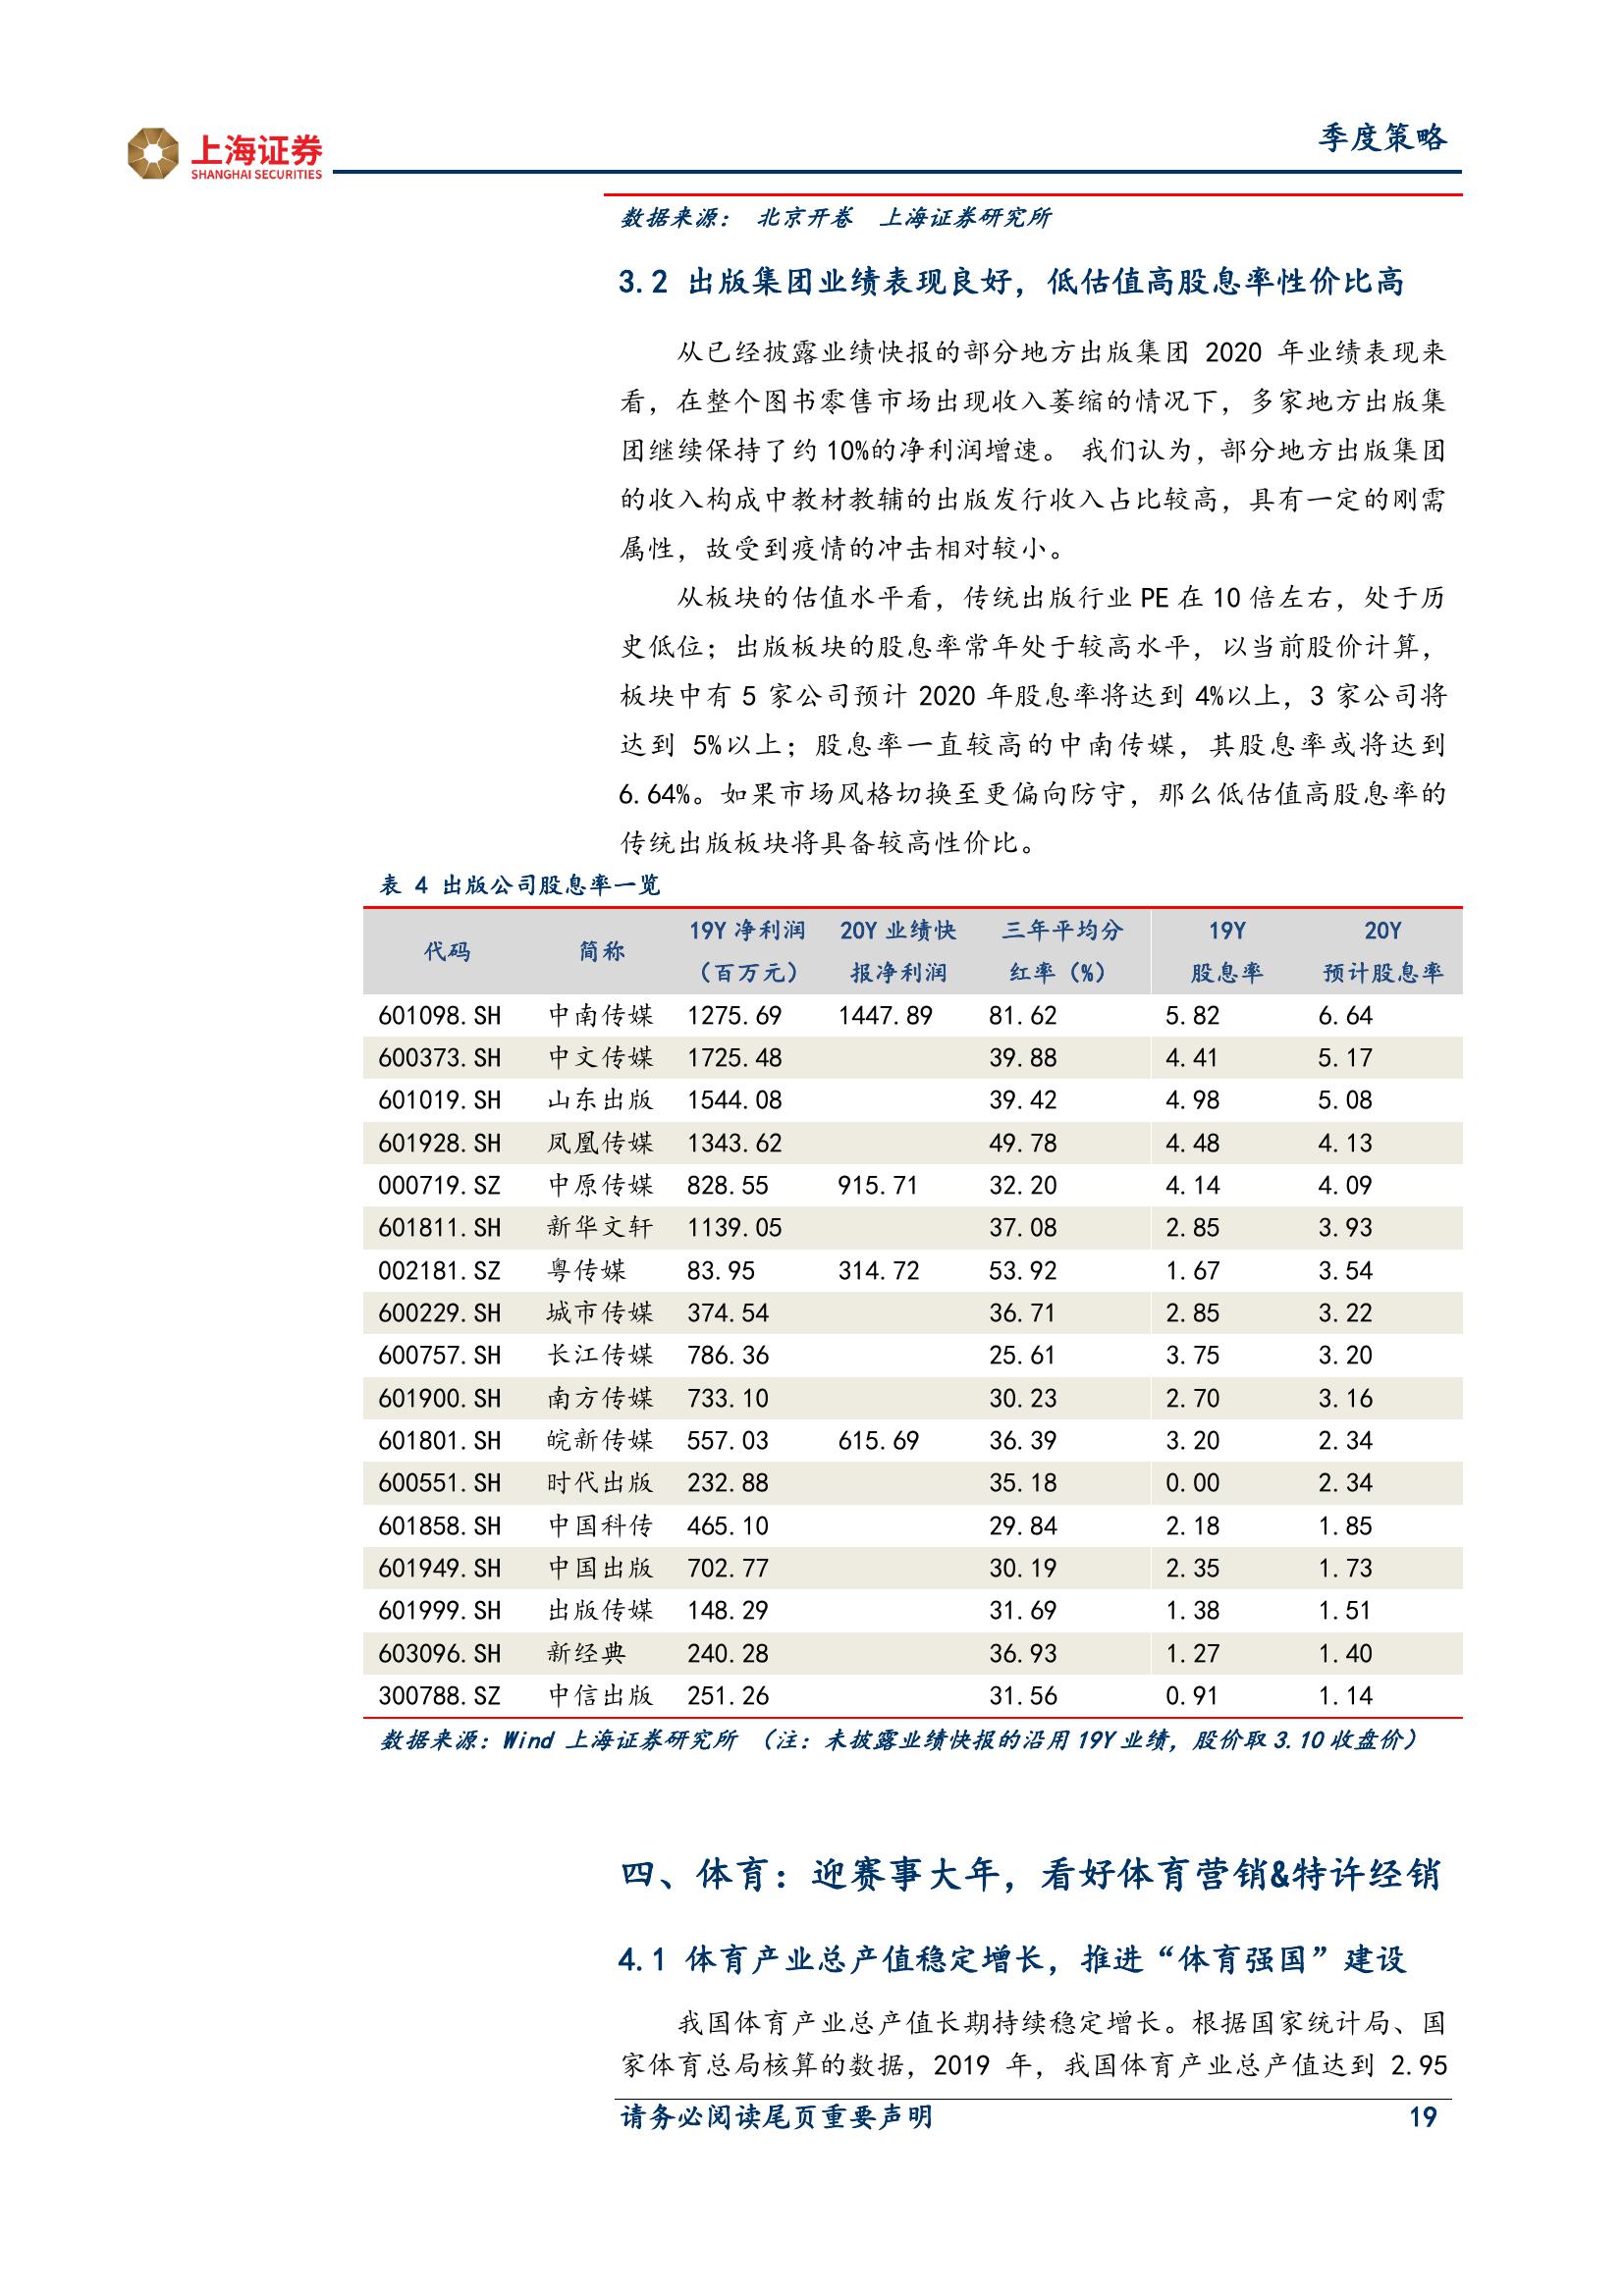 上海证券
SHANGHAI SECURITIES
季度策略
数据来源： 北京开卷 上海证券研究所
3.2 出版集团业绩表现良好，低估值高股息率性价比高
从已经披露业绩快报的部分地方出版集团 2020 年业绩表现来
看，在整个图书零售市场出现收入萎缩的情况下，多家地方出版集
团继续保持了约 10%的净利润增速。 我们认为，部分地方出版集团
的收入构成中教材教辅的出版发行收入占比较高，具有一定的刚需
属性，故受到疫情的冲击相对较小。
从板块的估值水平看，传统出版行业 PE 在 10 倍左右，处于历
史低位；出版板块的股息率常年处于较高水平，以当前股价计算，
板块中有 5 家公司预计 2020 年股息率将达到 4%以上，3 家公司将
达到 5%以上；股息率一直较高的中南传媒，其股息率或将达到
6.64%。如果市场风格切换至更偏向防守，那么低估值高股息率的
传统出版板块将具备较高性价比。
表 4 出版公司股息率一览
代码 简称 19Y 净利润（百万元） 20Y 业绩快报净利润 三年平均分红率（%） 19Y 股息率 20Y 预计股息率
601098.SH 中南传媒 1275.69 1447.89 81.62 5.82 6.64
600373.SH 中文传媒 1725.48 39.88 4.41 5.17
601019.SH 山东出版 1544.08 39.42 4.98 5.08
601928.SH 凤凰传媒 1343.62 49.78 4.48 4.13
000719.SZ 中原传媒 828.55 915.71 32.20 4.14 4.09
601811.SH 新华文轩 1139.05 37.08 2.85 3.93
002181.SZ 粤传媒 83.95 314.72 53.92 1.67 3.54
600229.SH 城市传媒 374.54 36.71 2.85 3.22
600757.SH 长江传媒 786.36 25.61 3.75 3.20
601900.SH 南方传媒 733.10 30.23 2.70 3.16
601801.SH 皖新传媒 557.03 615.69 36.39 3.20 2.34
600551.SH 时代出版 232.88 35.18 0.00 2.34
601858.SH 中国科传 465.10 29.84 2.18 1.85
601949.SH 中国出版 702.77 30.19 2.35 1.73
601999.SH 出版传媒 148.29 31.69 1.38 1.51
603096.SH 新经典 240.28 36.93 1.27 1.40
300788.SZ 中信出版 251.26 31.56 0.91 1.14
数据来源：Wind 上海证券研究所 （注：未披露业绩快报的沿用 19Y 业绩，股价取 3.10 收盘价）
四、体育：迎赛事大年，看好体育营销&特许经销
4.1 体育产业总产值稳定增长，推进“体育强国”建设
我国体育产业总产值长期持续稳定增长。根据国家统计局、国
家体育总局核算的数据，2019 年，我国体育产业总产值达到 2.95
请务必阅读尾页重要声明 19